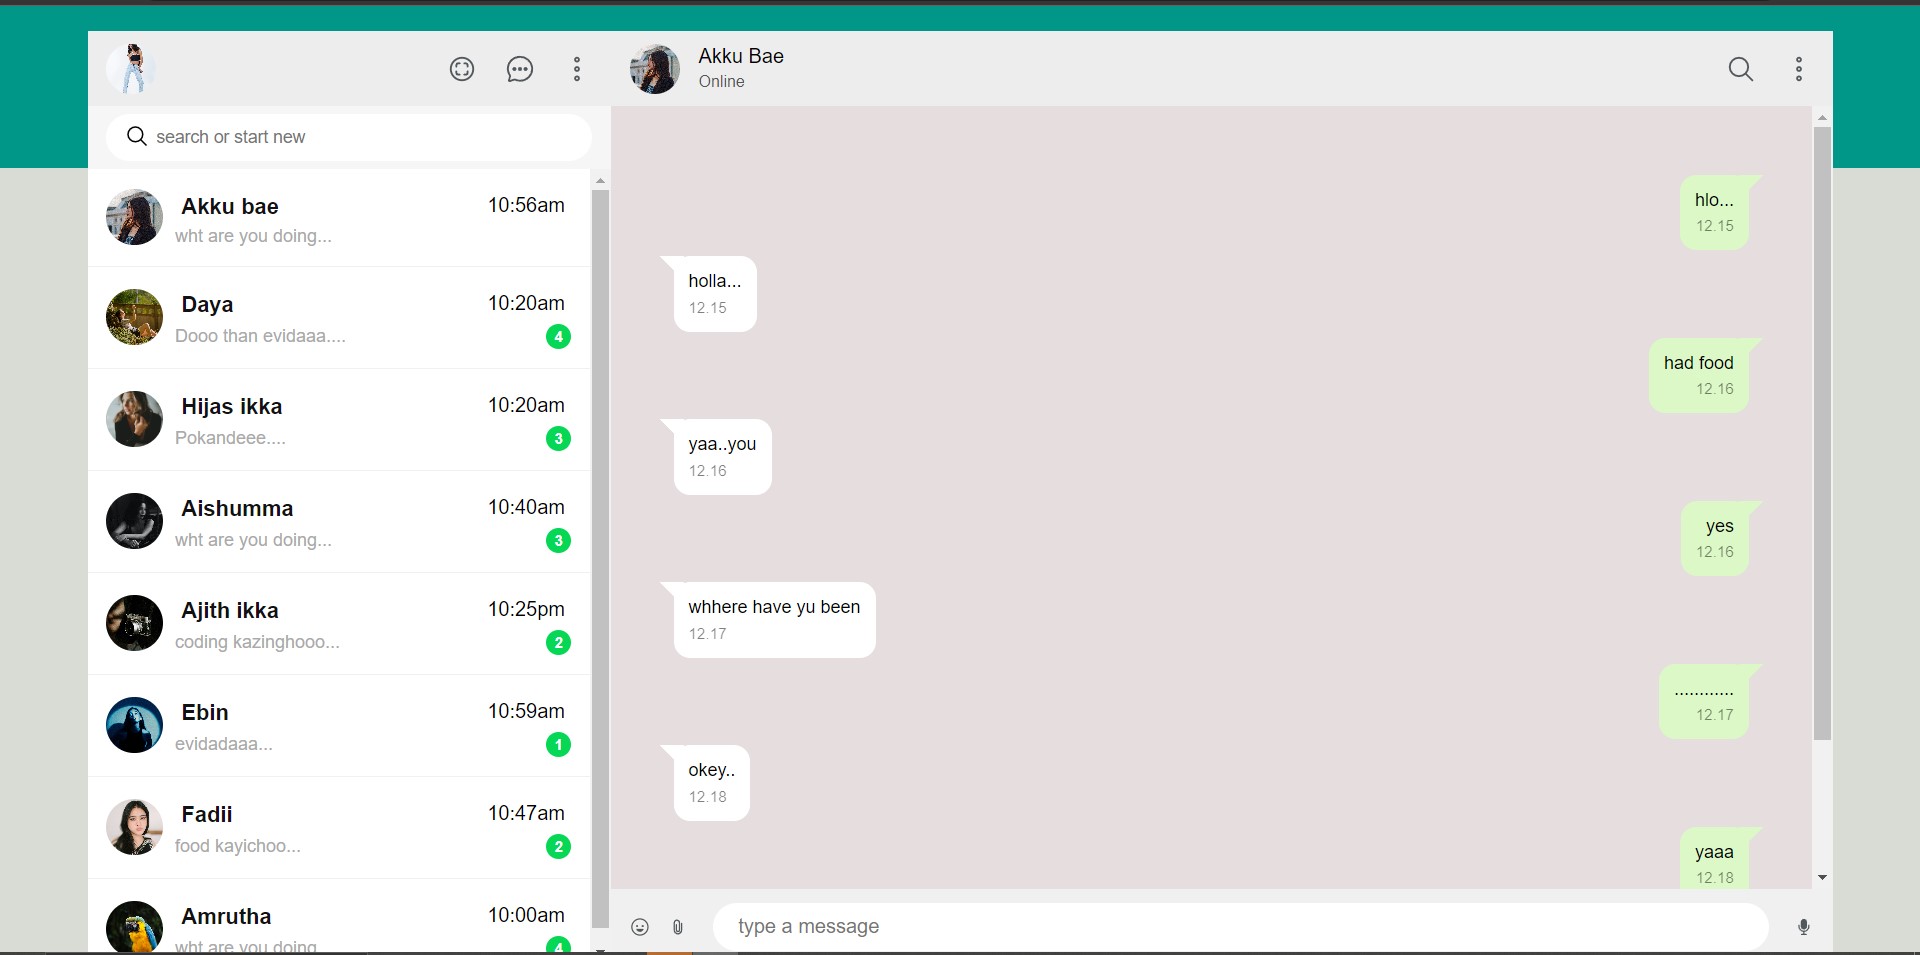 Akku Bae
Online
search or start new
Akku bae
10:56am
wht are you doing...
Daya
10:20am
Dooo than evidaaa....
4
Hijas ikka
10:20am
Pokandeee....
3
Aishumma
10:40am
wht are you doing...
3
Ajith ikka
10:25pm
coding kazinghooo...
2
Ebin
10:59am
evidadaaa...
1
Fadii
10:47am
food kayichoo...
2
Amrutha
10:00am
wht are you doing
4
hlo...
12.15
holla...
12.15
had food
12.16
yaa..you
12.16
yes
12.16
whhere have yu been
12.17
............
12.17
okey..
12.18
yaaa
12.18
type a message